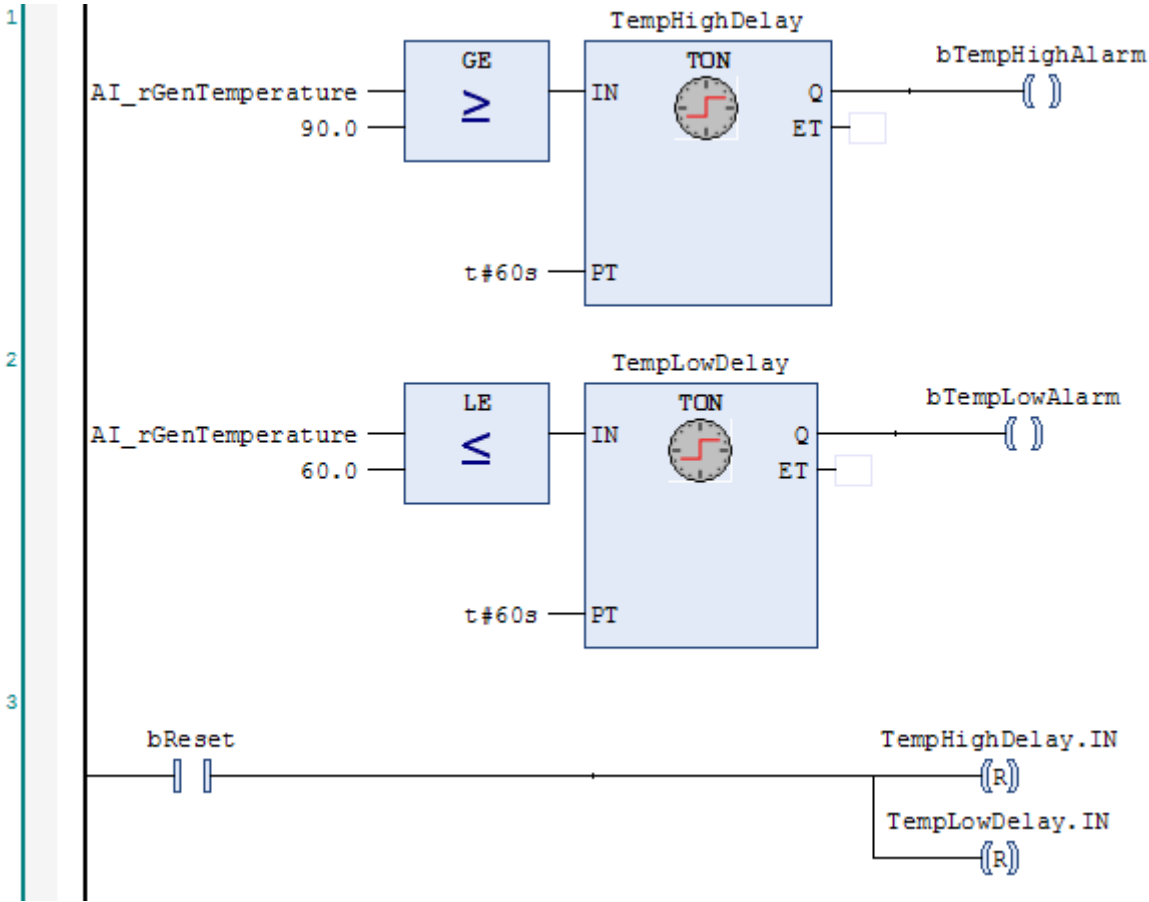 1
TempHighDelay
GE
TON
bTempHighAlarm
AI_rGenTemperature
≥
IN
Q
90.0
ET
t#60s
PT
2
TempLowDelay
LE
TON
bTempLowAlarm
AI_rGenTemperature
≤
IN
Q
60.0
ET
t#60s
PT
3
bReset
TempHighDelay.IN
R
TempLowDelay.IN
R